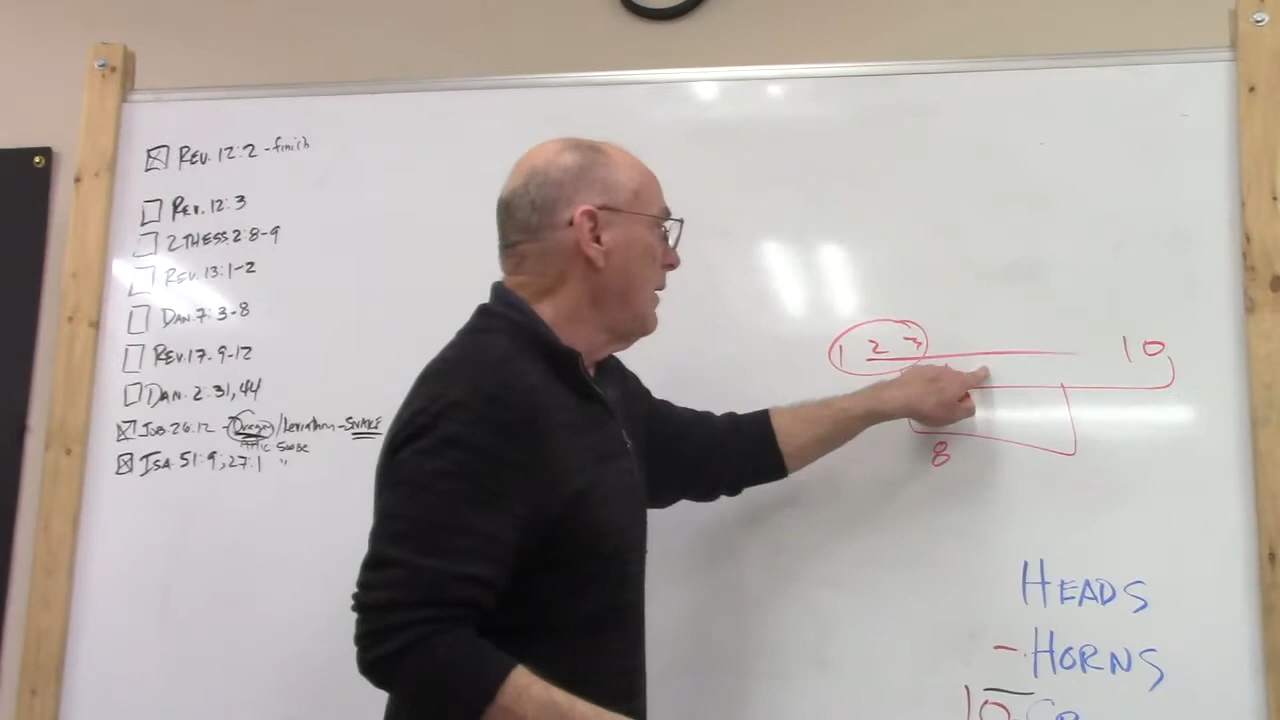 REV. 12:2 - finish
REV. 12:3
2 THESS. 2:8-9
REV. 13:1-2
DAN. 7:3-8
REV. 17:9-12
DAN. 2:31,44
JOB. 26:12 - Dragon/Leviathan - SNAKE
ISA. 51:9; 27:1 "
1 2 3 10
8
HEADS
- HORNS
10